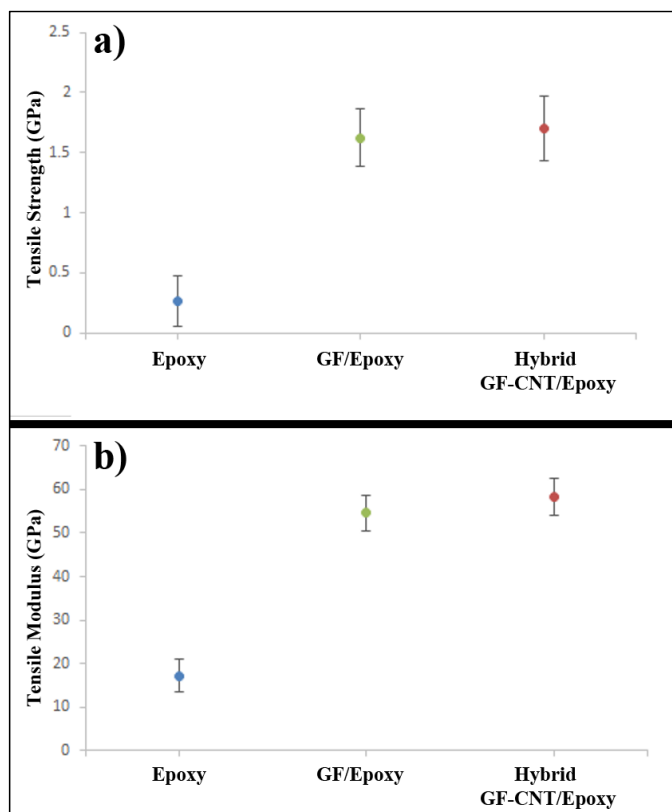 a)
Tensile Strength (GPa)
2.5
2
1.5
1
0.5
0
Epoxy
GF/Epoxy
Hybrid
GF-CNT/Epoxy
b)
Tensile Modulus (GPa)
70
60
50
40
30
20
10
0
Epoxy
GF/Epoxy
Hybrid
GF-CNT/Epoxy